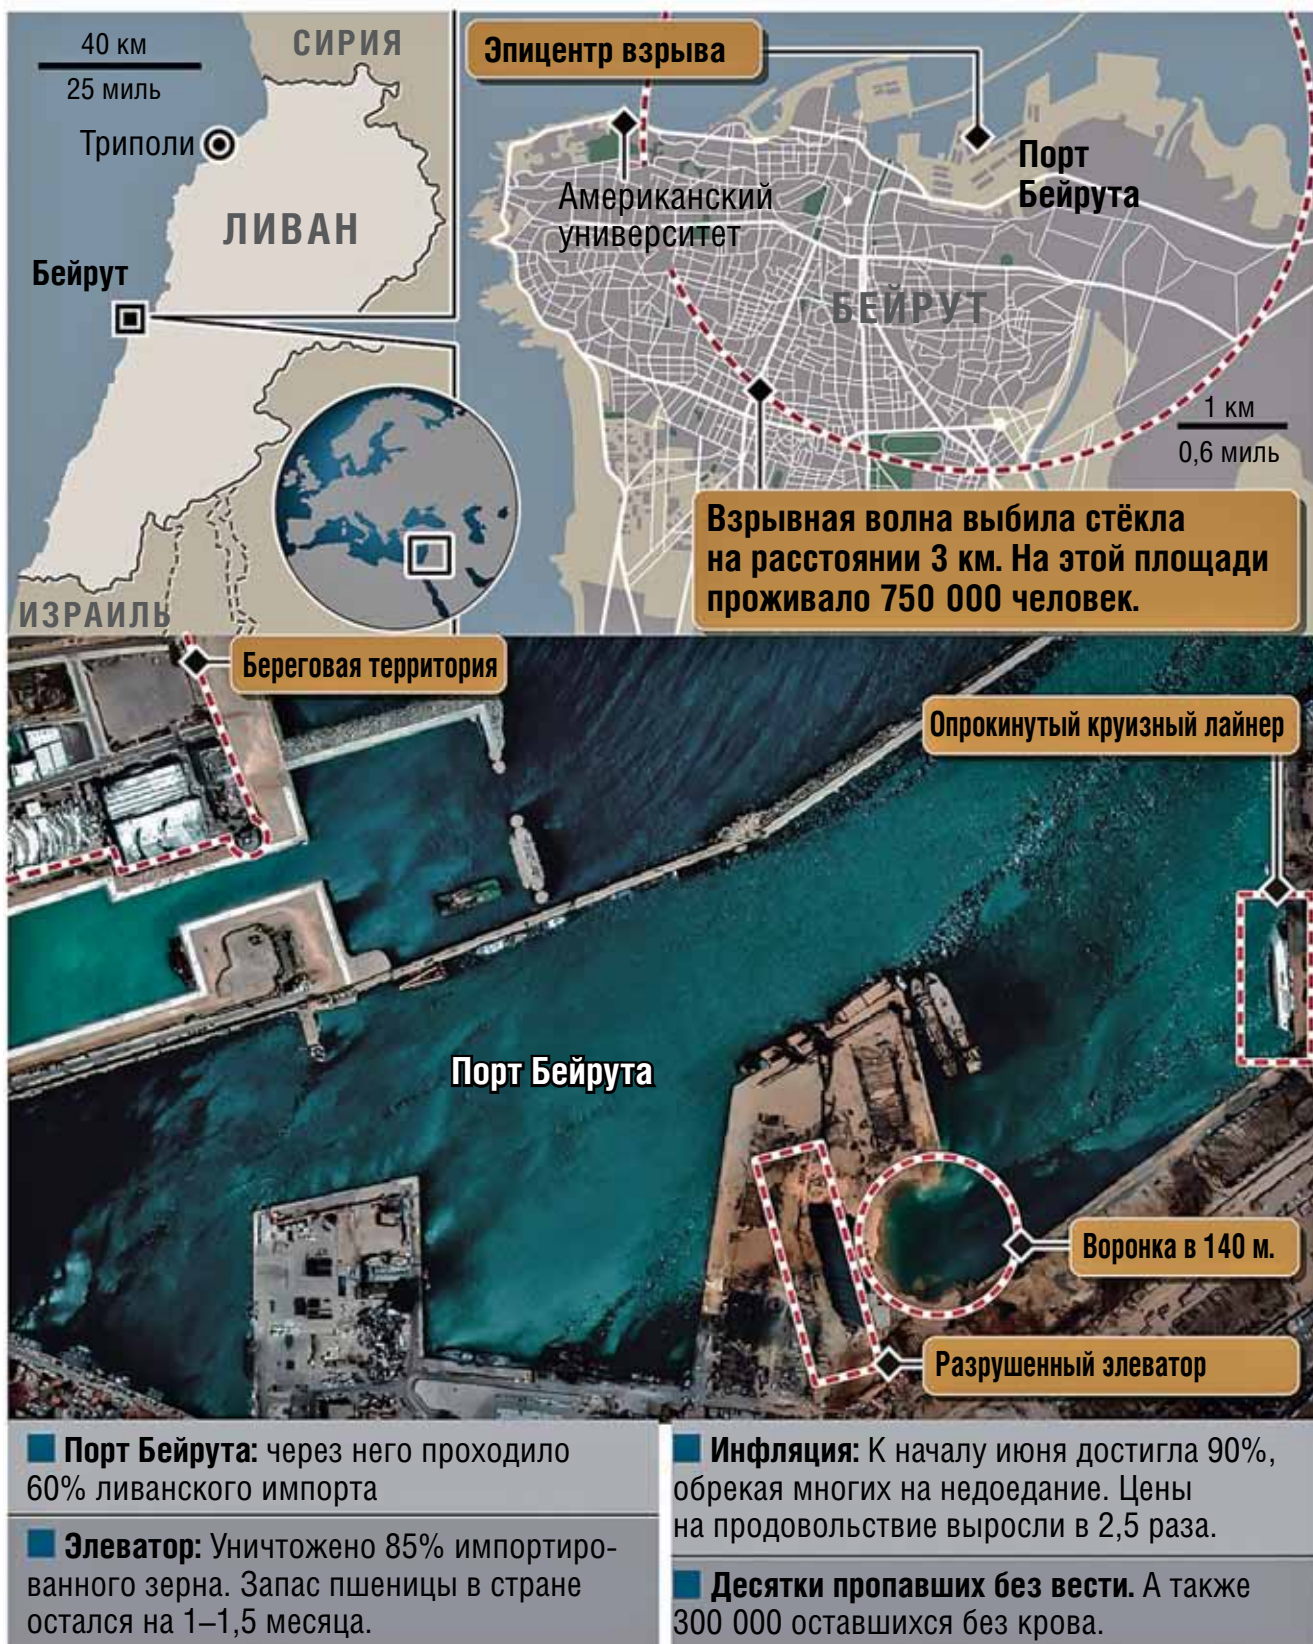 40 км
25 миль
СИРИЯ
Триполи
ЛИВАН
Бейрут
ИЗРАИЛЬ
Эпицентр взрыва
Американский
университет
Порт
Бейрута
БЕЙРУТ
1 км
0,6 миль
Взрывная волна выбила стёкла
на расстоянии 3 км. На этой площади
проживало 750 000 человек.
Береговая территория
Опрокинутый круизный лайнер
Порт Бейрута
Воронка в 140 м.
Разрушенный элеватор
Порт Бейрута: через него проходило
60% ливанского импорта
Элеватор: Уничтожено 85% импортиро-
ванного зерна. Запас пшеницы в стране
остался на 1–1,5 месяца.
Инфляция: К началу июня достигла 90%,
обрекая многих на недоедание. Цены
на продовольствие выросли в 2,5 раза.
Десятки пропавших без вести. А также
300 000 оставшихся без крова.